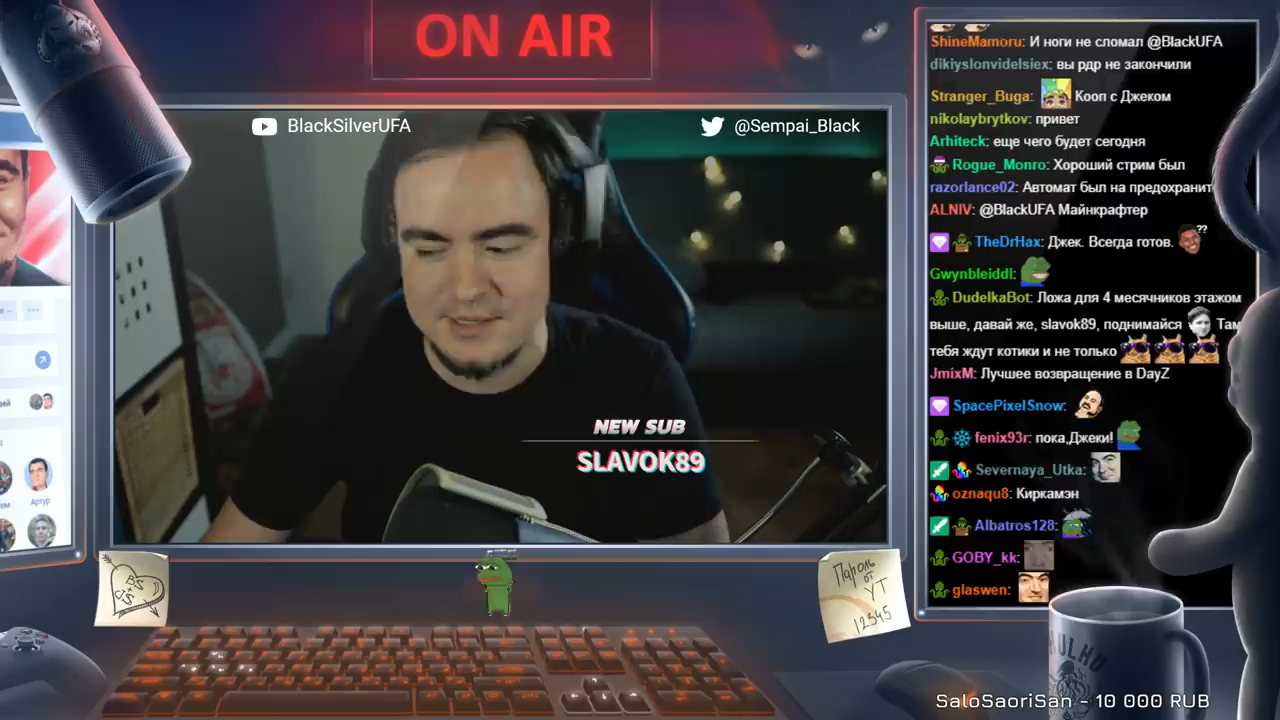 ON AIR
BlackSilverUFA
@Sempai_Black
NEW SUB
SLAVOK89
ShineMamoru: И ноги не сломал @BlackUFA
dikiyslonvidelsiex: вы рдр не закончили
Stranger_Buga: Кооп с Джеком
nikolaybrytkov: привет
Arhiteck: еще чего будет сегодня
Rogue_Monro: Хороший стрим был
razorlance02: Автомат был на предохранит
ALNIV: @BlackUFA Майнкрафтер
TheDrHax: Джек. Всегда готов. ??
Gwynbleiddl:
DudelkaBot: Ложа для 4 месячников этажом
выше, давай же, slavok89, поднимайся Там
тебя ждут котики и не только
JmixM: Лучшее возвращение в DayZ
SpacePixelSnow:
fenix93r: пока,Джеки!
Severnaya_Utka:
oznaqu8: Киркамэн
Albatros128:
GOBY_kk:
glaswen:
Артур
BS
+
JS
Пароль
от
YT
12345
SaloSaoriSan - 10 000 RUB